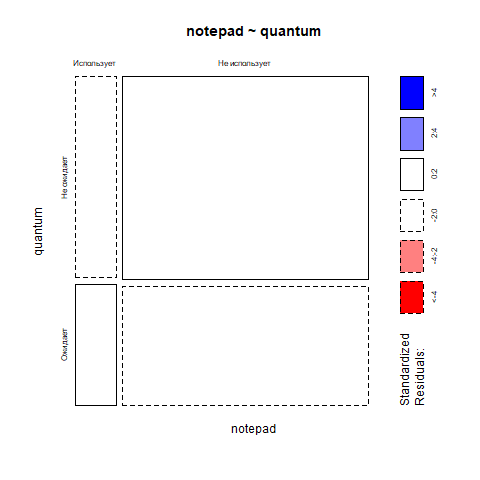 notepad ~ quantum
Использует
Не использует
Не ожидает
Ожидает
quantum
notepad
>4
2:4
0:2
-2:0
-4:-2
<-4
Standardized
Residuals: